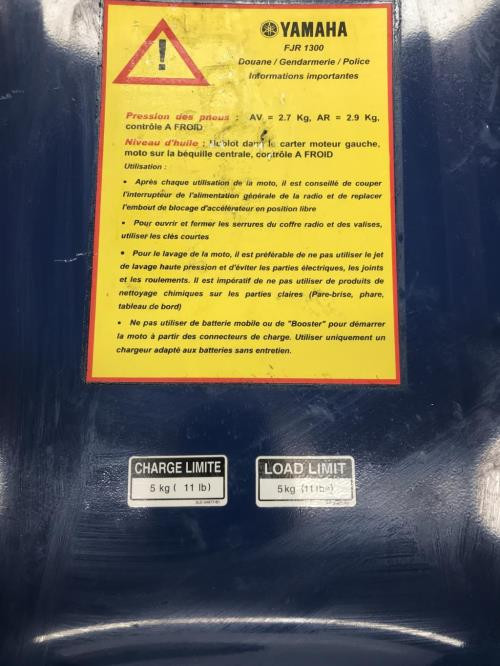 !
YAMAHA
FJR 1300
Douane / Gendarmerie / Police
Informations importantes
Pression des pneus : AV = 2.7 Kg, AR = 2.9 Kg,
contrôle A FROID
Niveau d'huile : Hublot dans le carter moteur gauche,
moto sur la béquille centrale, contrôle A FROID
Utilisation :
• Après chaque utilisation de la moto, il est conseillé de couper
l'interrupteur de l'alimentation générale de la radio et de replacer
l'embout de blocage d'accélérateur en position libre
• Pour ouvrir et fermer les serrures du coffre radio et des valises,
utiliser les clés courtes
• Pour le lavage de la moto, il est préférable de ne pas utiliser le jet
de lavage haute pression et d'éviter les parties électriques, les joints
et les roulements. Il est impératif de ne pas utiliser de produits de
nettoyage chimiques sur les parties claires (Pare-brise, phare,
tableau de bord)
• Ne pas utiliser de batterie mobile ou de "Booster" pour démarrer
la moto à partir des connecteurs de charge. Utiliser uniquement un
chargeur adapté aux batteries sans entretien.
CHARGE LIMITE
5 kg ( 11 lb)
LOAD LIMIT
5 kg (11 lb)